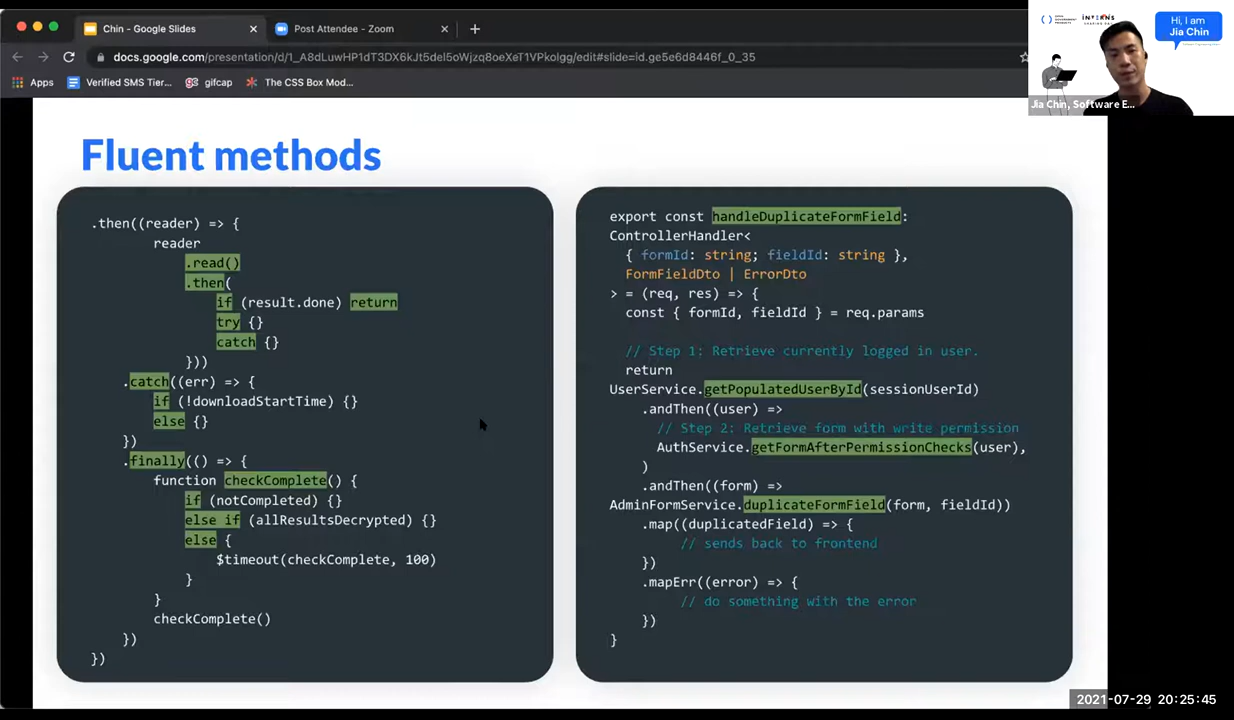 Chin - Google Slides
Post Attendee - Zoom
docs.google.com/presentation/d/1_A8dLuwHP1dT3DX6kJt5del5oWjzq8oeXeT1VPkolgg/edit#slide=id.ge5e6d8446f_0_35
Apps
Verified SMS Tier...
gifcap
The CSS Box Mod...
Hi, I am
Jia Chin
Jia Chin, Software E...
Fluent methods
.then((reader) => {
reader
.read()
.then(
if (result.done) return
try {}
catch {}
}))
.catch((err) => {
if (!downloadStartTime) {}
else {}
})
.finally(() => {
function checkComplete() {
if (notCompleted) {}
else if (allResultsDecrypted) {}
else {
$timeout(checkComplete, 100)
}
}
checkComplete()
})
})
export const handleDuplicateFormField:
ControllerHandler<
{ formId: string; fieldId: string },
FormFieldDto | ErrorDto
> = (req, res) => {
const { formId, fieldId } = req.params
// Step 1: Retrieve currently logged in user.
return
UserService.getPopulatedUserById(sessionUserId)
.andThen((user) =>
// Step 2: Retrieve form with write permission
AuthService.getFormAfterPermissionChecks(user),
)
.andThen((form) =>
AdminFormService.duplicateFormField(form, fieldId))
.map((duplicatedField) => {
// sends back to frontend
})
.mapErr((error) => {
// do something with the error
})
}
2021-07-29 20:25:45